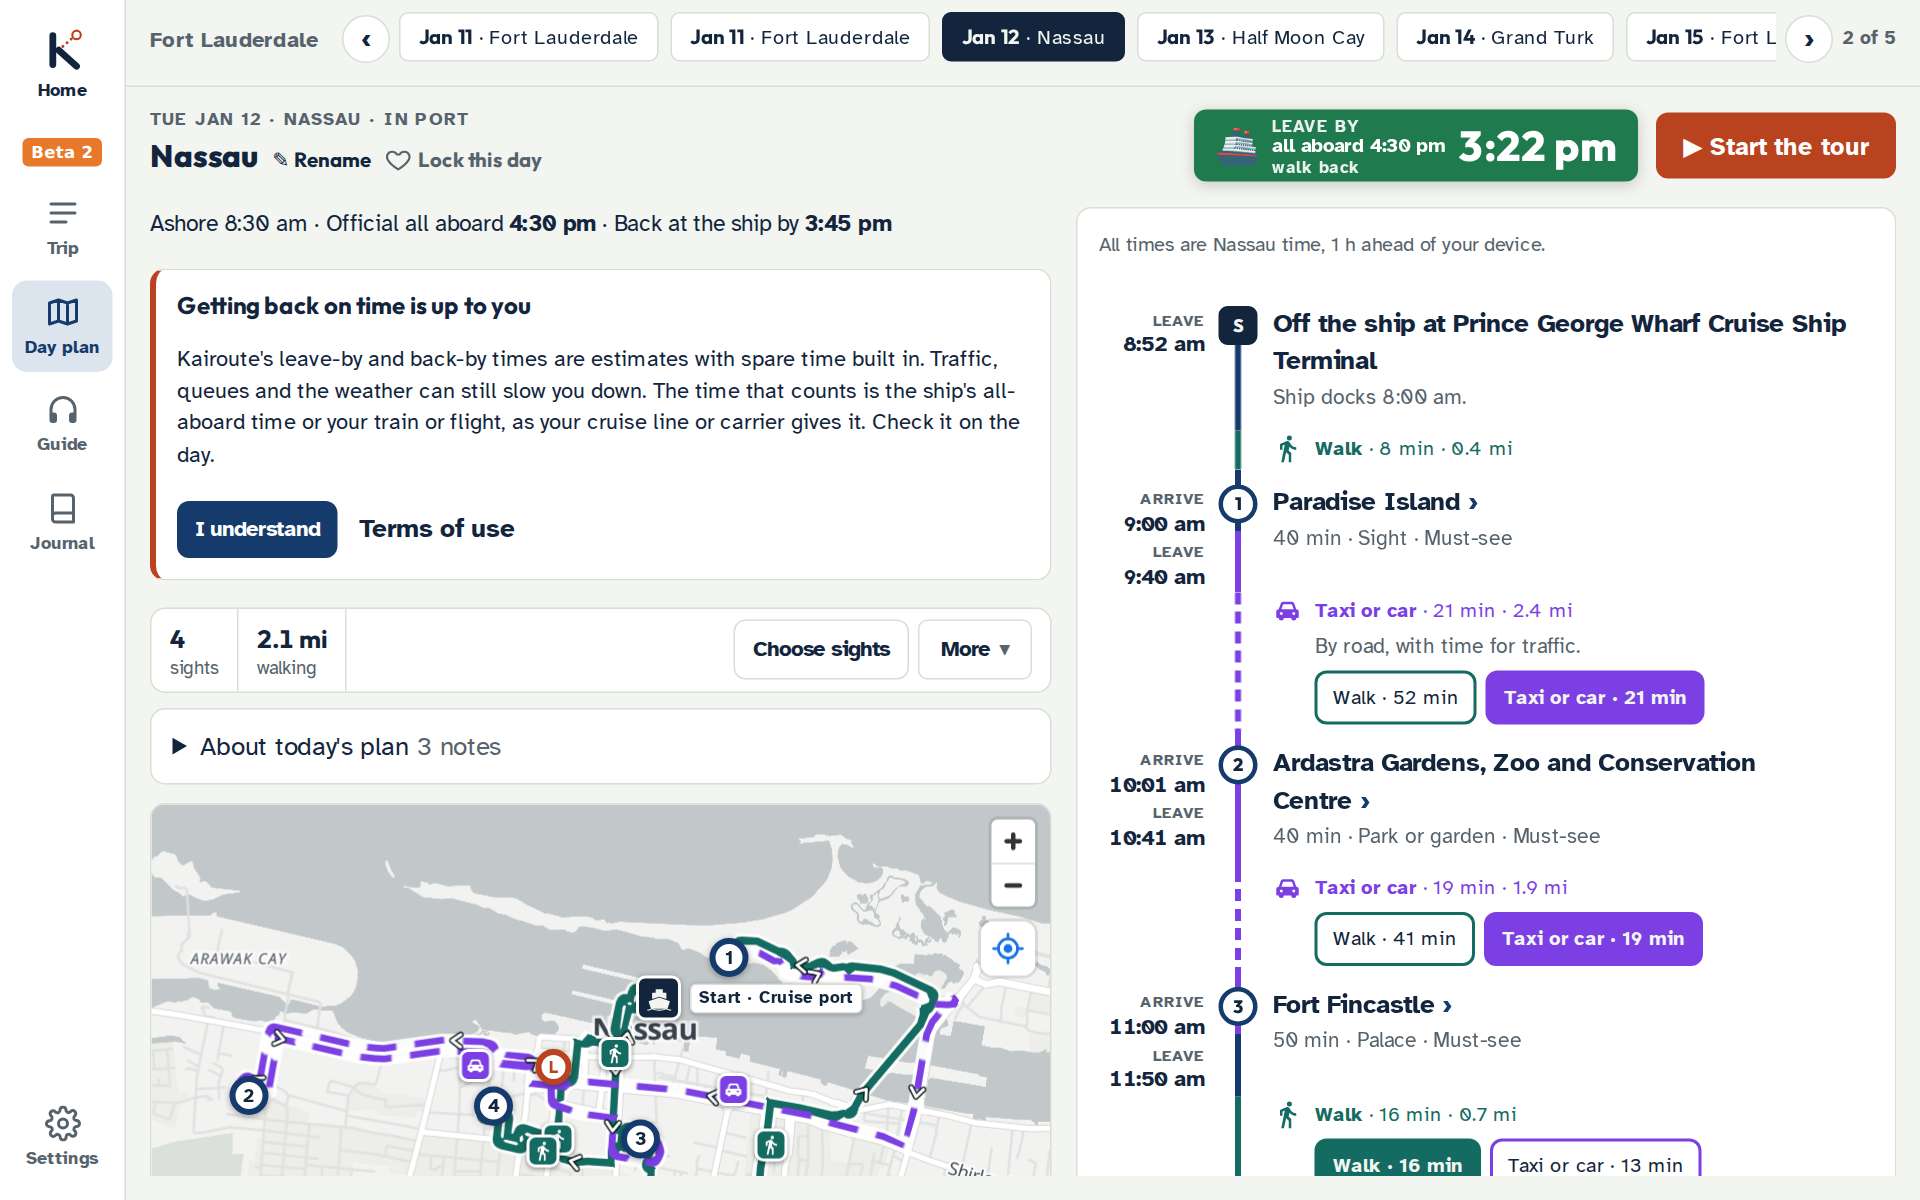 Home
Beta 2
Trip
Day plan
Guide
Journal
Settings
Fort Lauderdale
‹
Jan 11 · Fort Lauderdale
Jan 11 · Fort Lauderdale
Jan 12 · Nassau
Jan 13 · Half Moon Cay
Jan 14 · Grand Turk
Jan 15 · Fort L
›
2 of 5
TUE JAN 12 · NASSAU · IN PORT
Nassau
✎ Rename
Lock this day
LEAVE BY
all aboard 4:30 pm
walk back
3:22 pm
▶ Start the tour
Ashore 8:30 am · Official all aboard 4:30 pm · Back at the ship by 3:45 pm
Getting back on time is up to you
Kairoute's leave-by and back-by times are estimates with spare time built in. Traffic,
queues and the weather can still slow you down. The time that counts is the ship's all-
aboard time or your train or flight, as your cruise line or carrier gives it. Check it on the
day.
I understand
Terms of use
4
sights
2.1 mi
walking
Choose sights
More ▼
▶ About today's plan 3 notes
+
−
ARAWAK CAY
1
Start · Cruise port
N ssau
L
2
4
3
All times are Nassau time, 1 h ahead of your device.
LEAVE
8:52 am
S
Off the ship at Prince George Wharf Cruise Ship
Terminal
Ship docks 8:00 am.
Walk · 8 min · 0.4 mi
ARRIVE
9:00 am
LEAVE
9:40 am
1
Paradise Island ›
40 min · Sight · Must-see
Taxi or car · 21 min · 2.4 mi
By road, with time for traffic.
Walk · 52 min
Taxi or car · 21 min
ARRIVE
10:01 am
LEAVE
10:41 am
2
Ardastra Gardens, Zoo and Conservation
Centre ›
40 min · Park or garden · Must-see
Taxi or car · 19 min · 1.9 mi
Walk · 41 min
Taxi or car · 19 min
ARRIVE
11:00 am
LEAVE
11:50 am
3
Fort Fincastle ›
50 min · Palace · Must-see
Walk · 16 min · 0.7 mi
Walk · 16 min
Taxi or car · 13 min